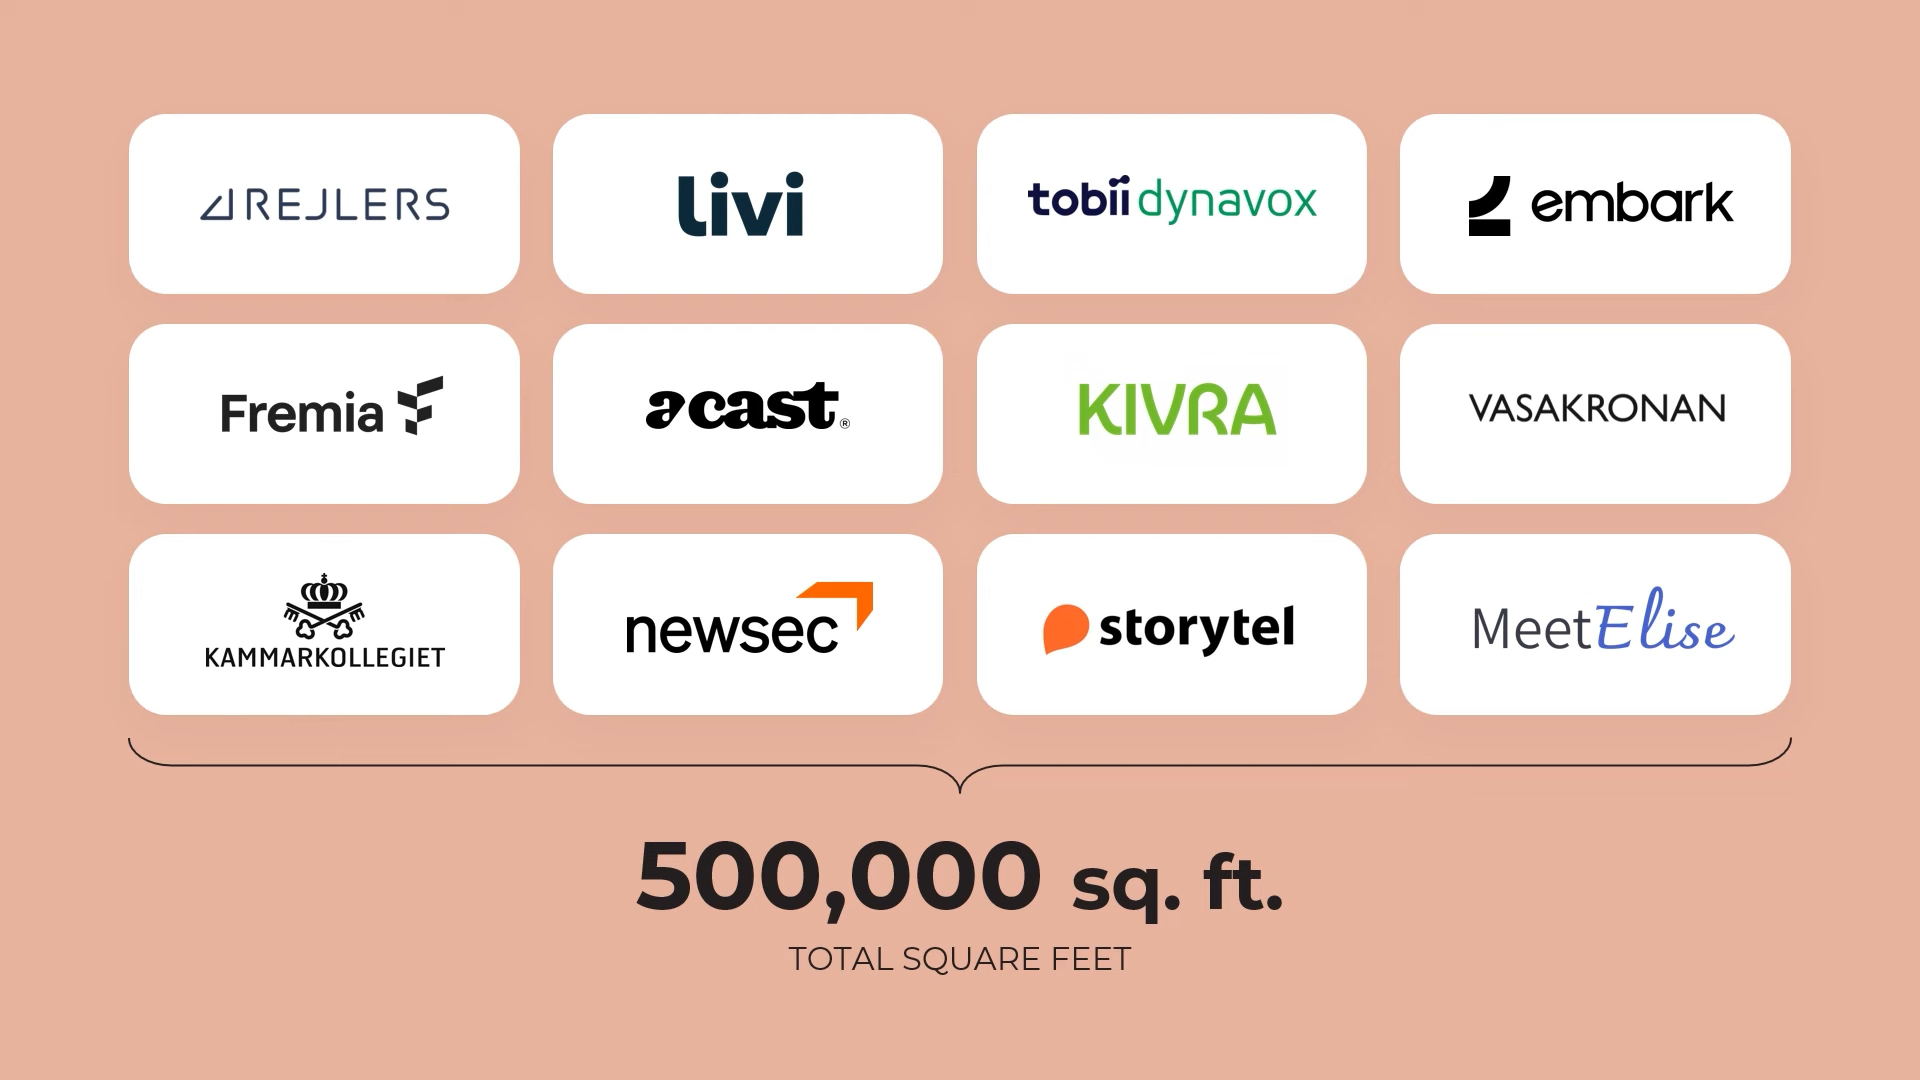 REJLERS
livi
tobii dynavox
embark
Fremia
acast®
KIVRA
VASAKRONAN
KAMMARKOLLEGIET
newsec
storytel
MeetElise
500,000 sq. ft.
TOTAL SQUARE FEET